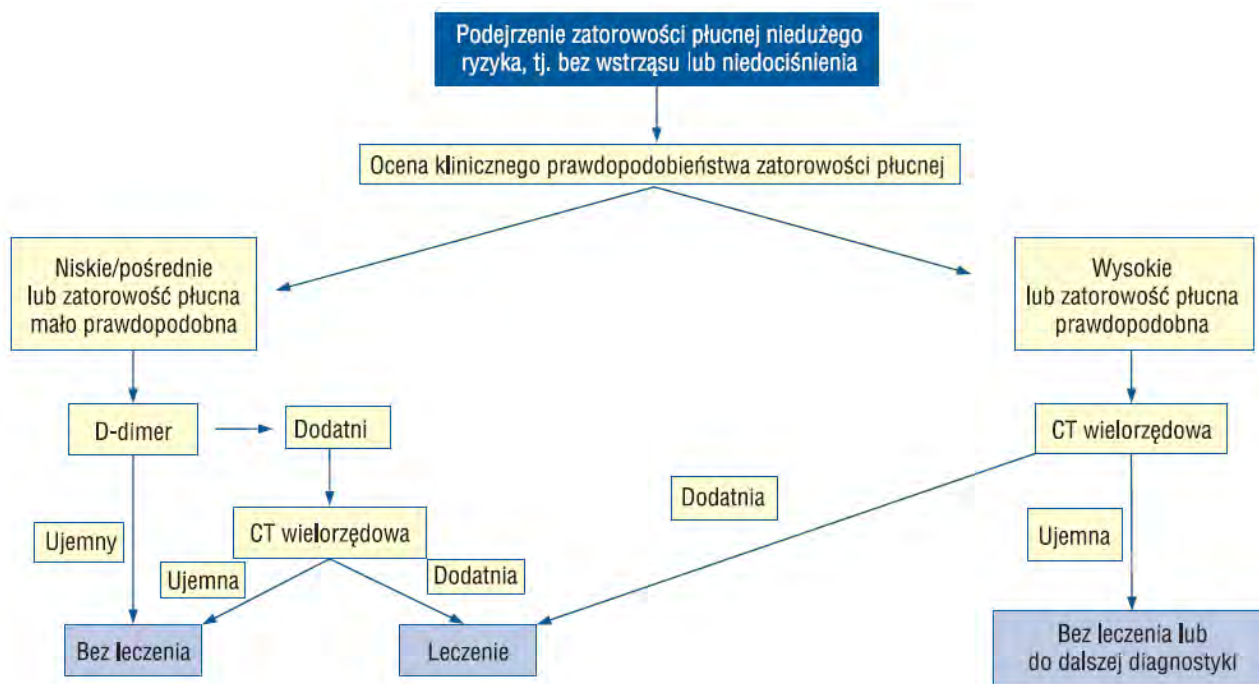 Podejrzenie zatorowości płucnej niedużego
ryzyka, tj. bez wstrząsu lub niedociśnienia
Ocena klinicznego prawdopodobieństwa zatorowości płucnej
Niskie/pośrednie
lub zatorowość płucna
mało prawdopodobna
Wysokie
lub zatorowość płucna
prawdopodobna
D-dimer
Dodatni
CT wielorzędowa
Dodatnia
Ujemny
CT wielorzędowa
Ujemna
Ujemna
Dodatnia
Bez leczenia
Leczenie
Bez leczenia lub
do dalszej diagnostyki